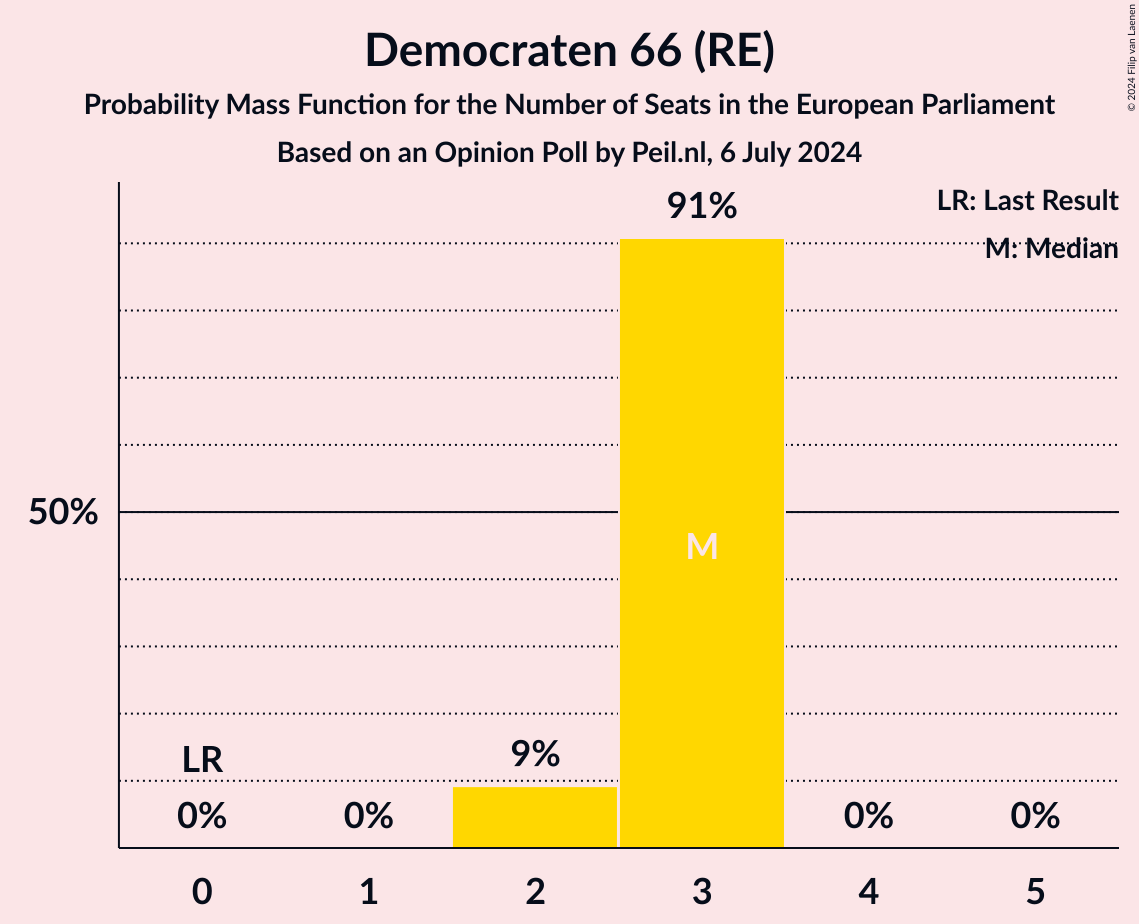 Democraten 66 (RE)
Probability Mass Function for the Number of Seats in the European Parliament
Based on an Opinion Poll by Peil.nl, 6 July 2024
© 2024 Filip van Laenen
LR: Last Result
M: Median
91%
50%
M
LR
9%
0%
0%
0%
0%
0
1
2
3
4
5